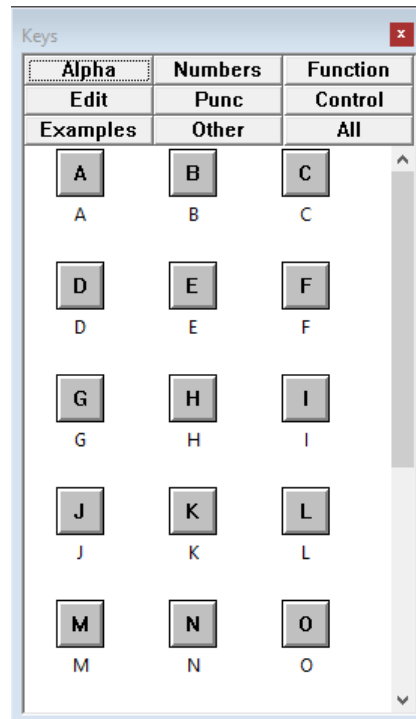 Keys x
Alpha Numbers Function
Edit Punc Control
Examples Other All
A B C
A B C
D E F
D E F
G H I
G H I
J K L
J K L
M N O
M N O